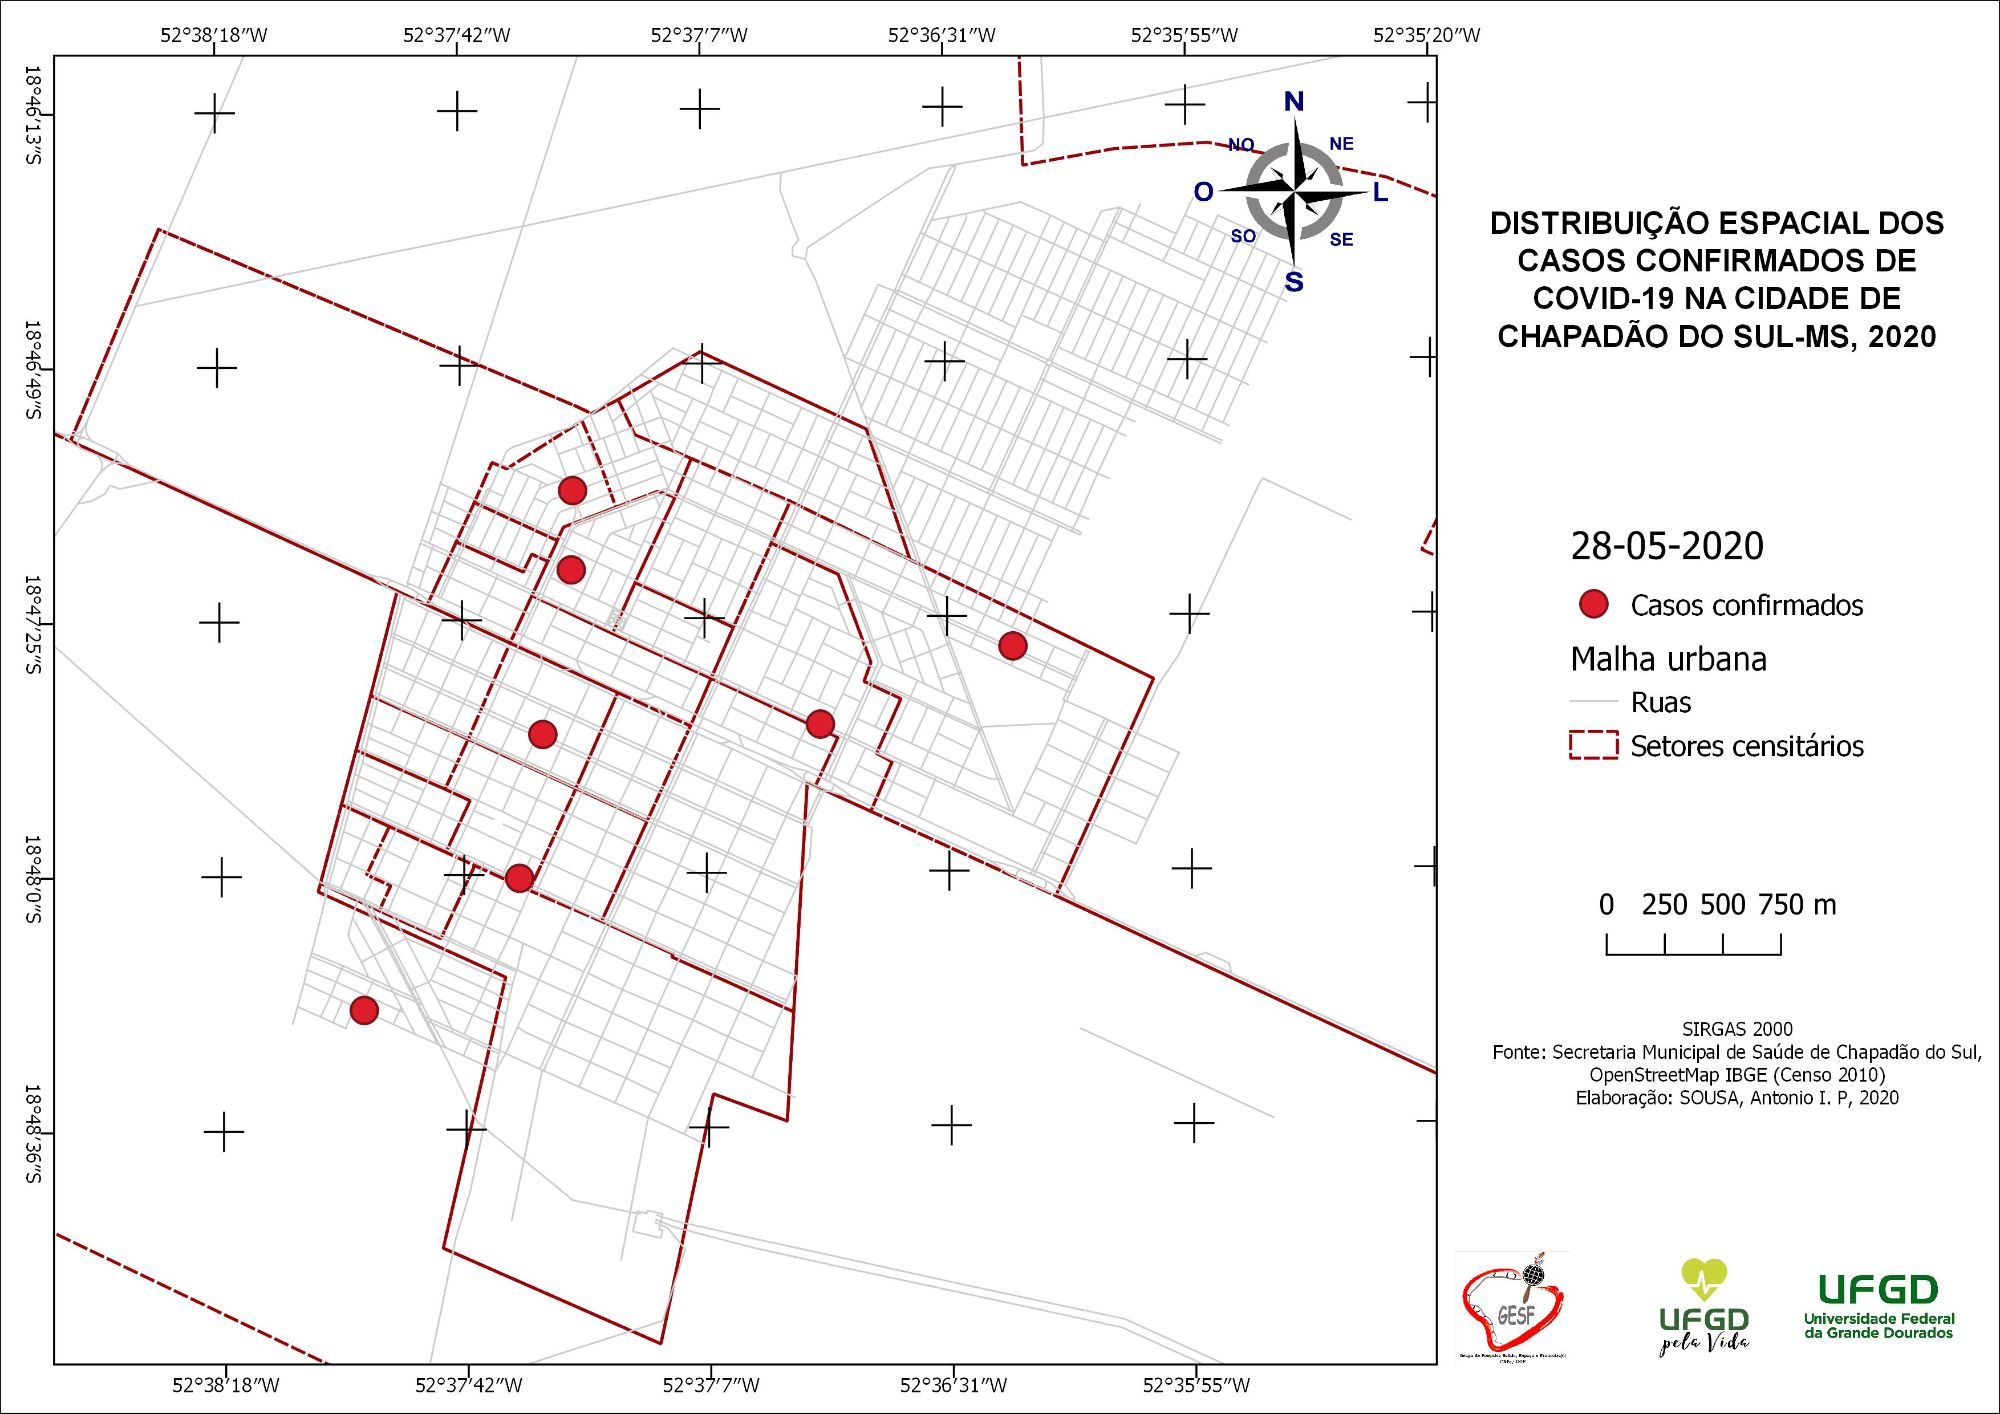 52°38′18″W 52°37′42″W 52°37′7″W 52°36′31″W 52°35′55″W 52°35′20″W
18°46′13″S
18°46′49″S
18°47′25″S
18°48′0″S
18°48′36″S
N
NO NE
O L
SO SE
S
52°38′18″W 52°37′42″W 52°37′7″W 52°36′31″W 52°35′55″W
DISTRIBUIÇÃO ESPACIAL DOS
CASOS CONFIRMADOS DE
COVID-19 NA CIDADE DE
CHAPADÃO DO SUL-MS, 2020
28-05-2020
Casos confirmados
Malha urbana
Ruas
Setores censitários
0 250 500 750 m
SIRGAS 2000
Fonte: Secretaria Municipal de Saúde de Chapadão do Sul,
OpenStreetMap IBGE (Censo 2010)
Elaboração: SOUSA, Antonio I. P, 2020
GESF
UFGD
pela Vida
UFGD
Universidade Federal
da Grande Dourados